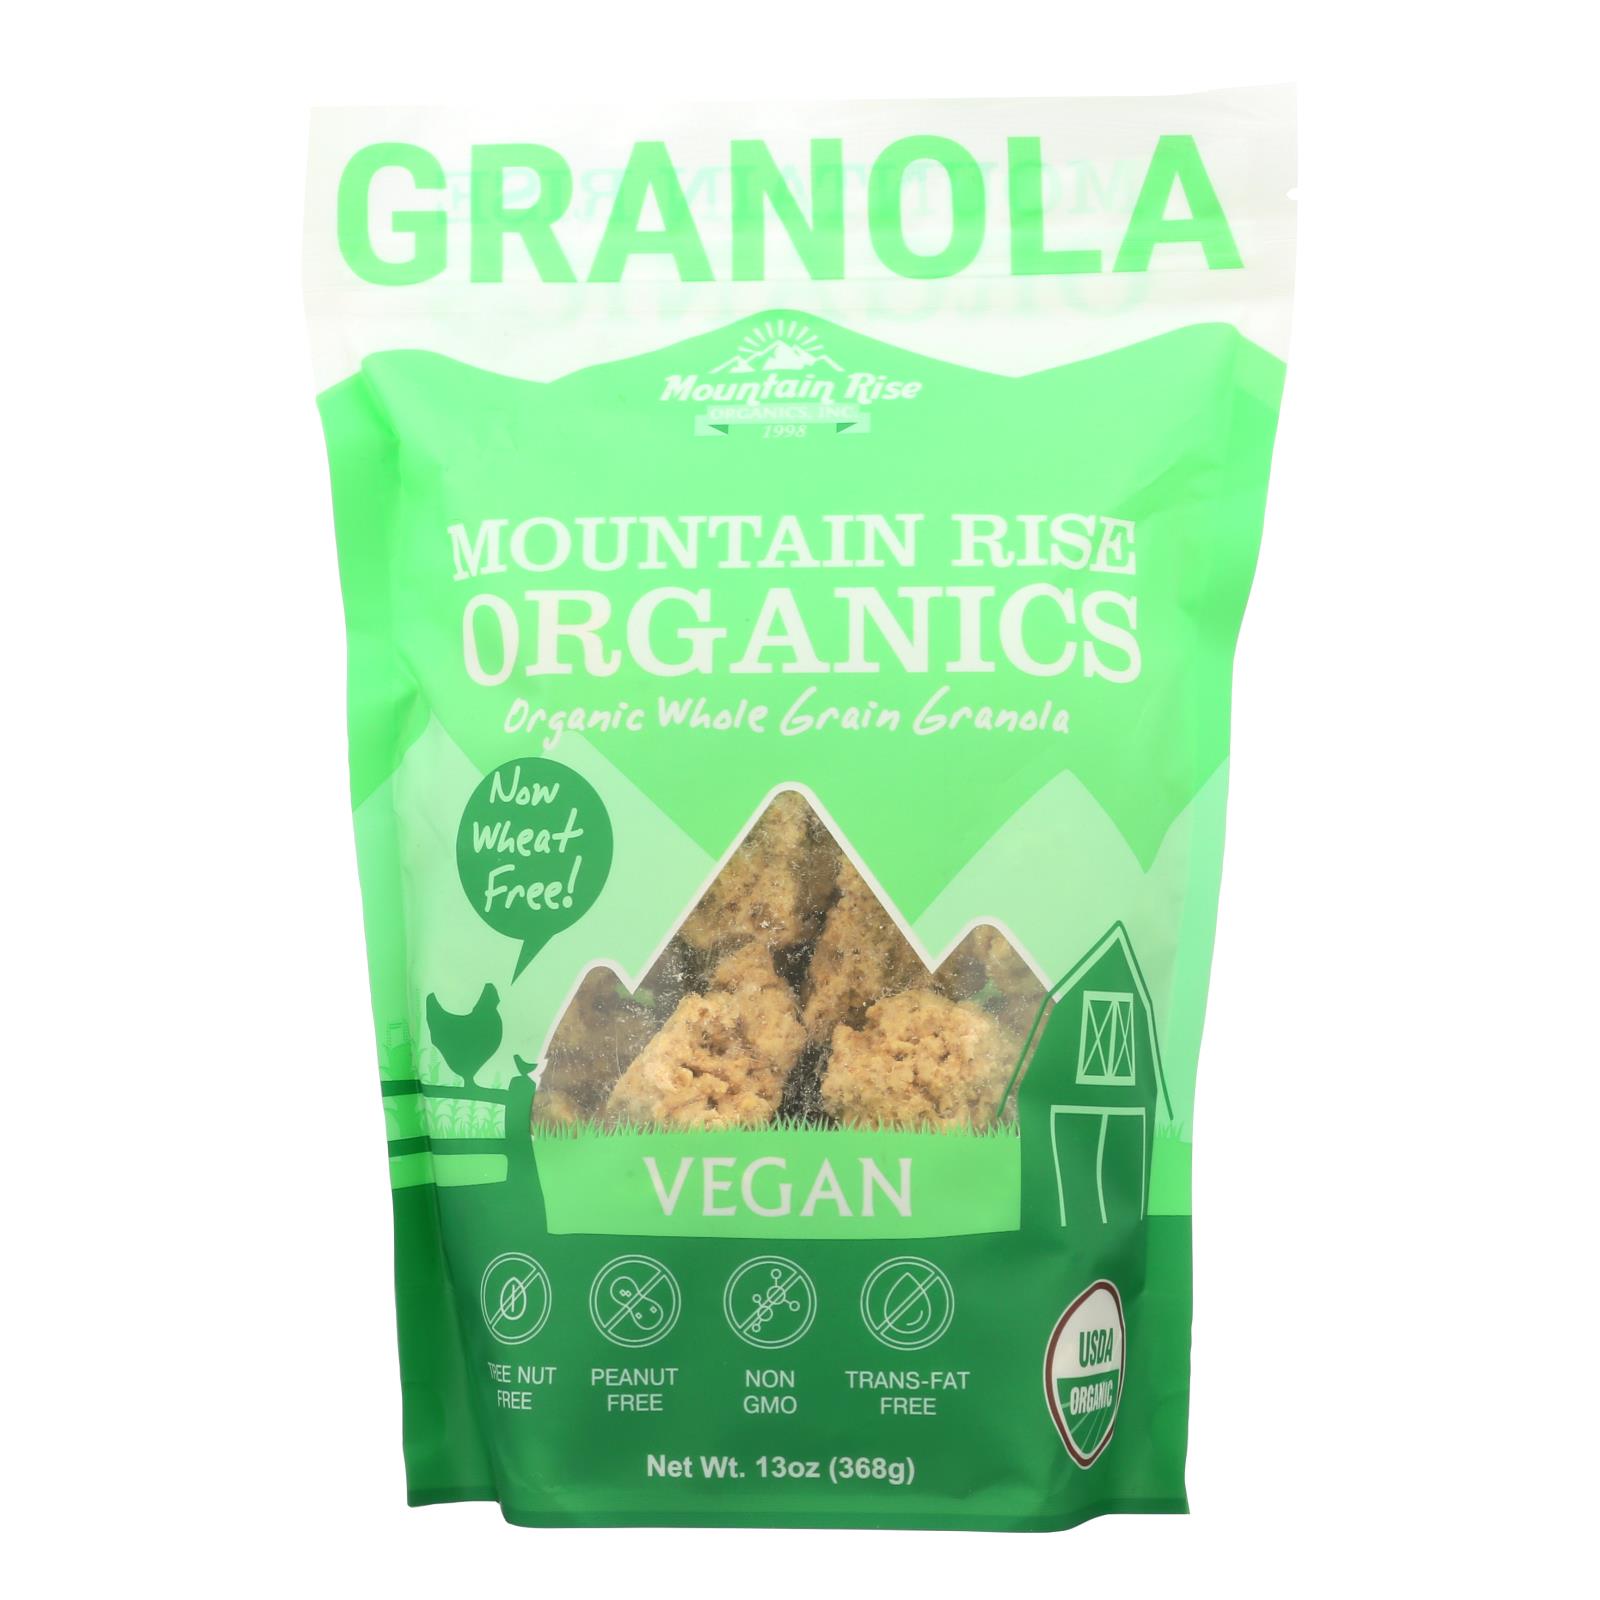 GRANOLA
Mountain Rise
ORGANICS, INC.
1998
MOUNTAIN RISE
ORGANICS
Organic Whole Grain Granola
Now
Wheat
Free!
VEGAN
TREE NUT
FREE
PEANUT
FREE
NON
GMO
TRANS-FAT
FREE
USDA
ORGANIC
Net Wt. 13oz (368g)